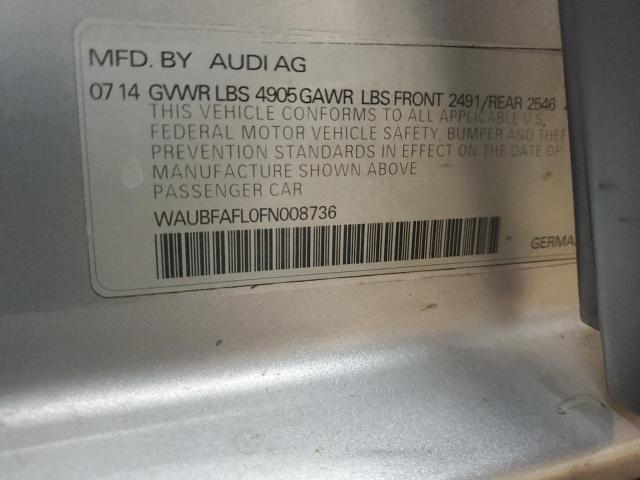 MFD. BY AUDI AG
07 14 GVWR LBS 4905 GAWR LBS FRONT 2491/REAR 2546
THIS VEHICLE CONFORMS TO ALL APPLICABLE U.S.
FEDERAL MOTOR VEHICLE SAFETY, BUMPER AND THEFT
PREVENTION STANDARDS IN EFFECT ON THE DATE OF
MANUFACTURE SHOWN ABOVE
PASSENGER CAR
WAUBFAFL0FN008736
GERMAN